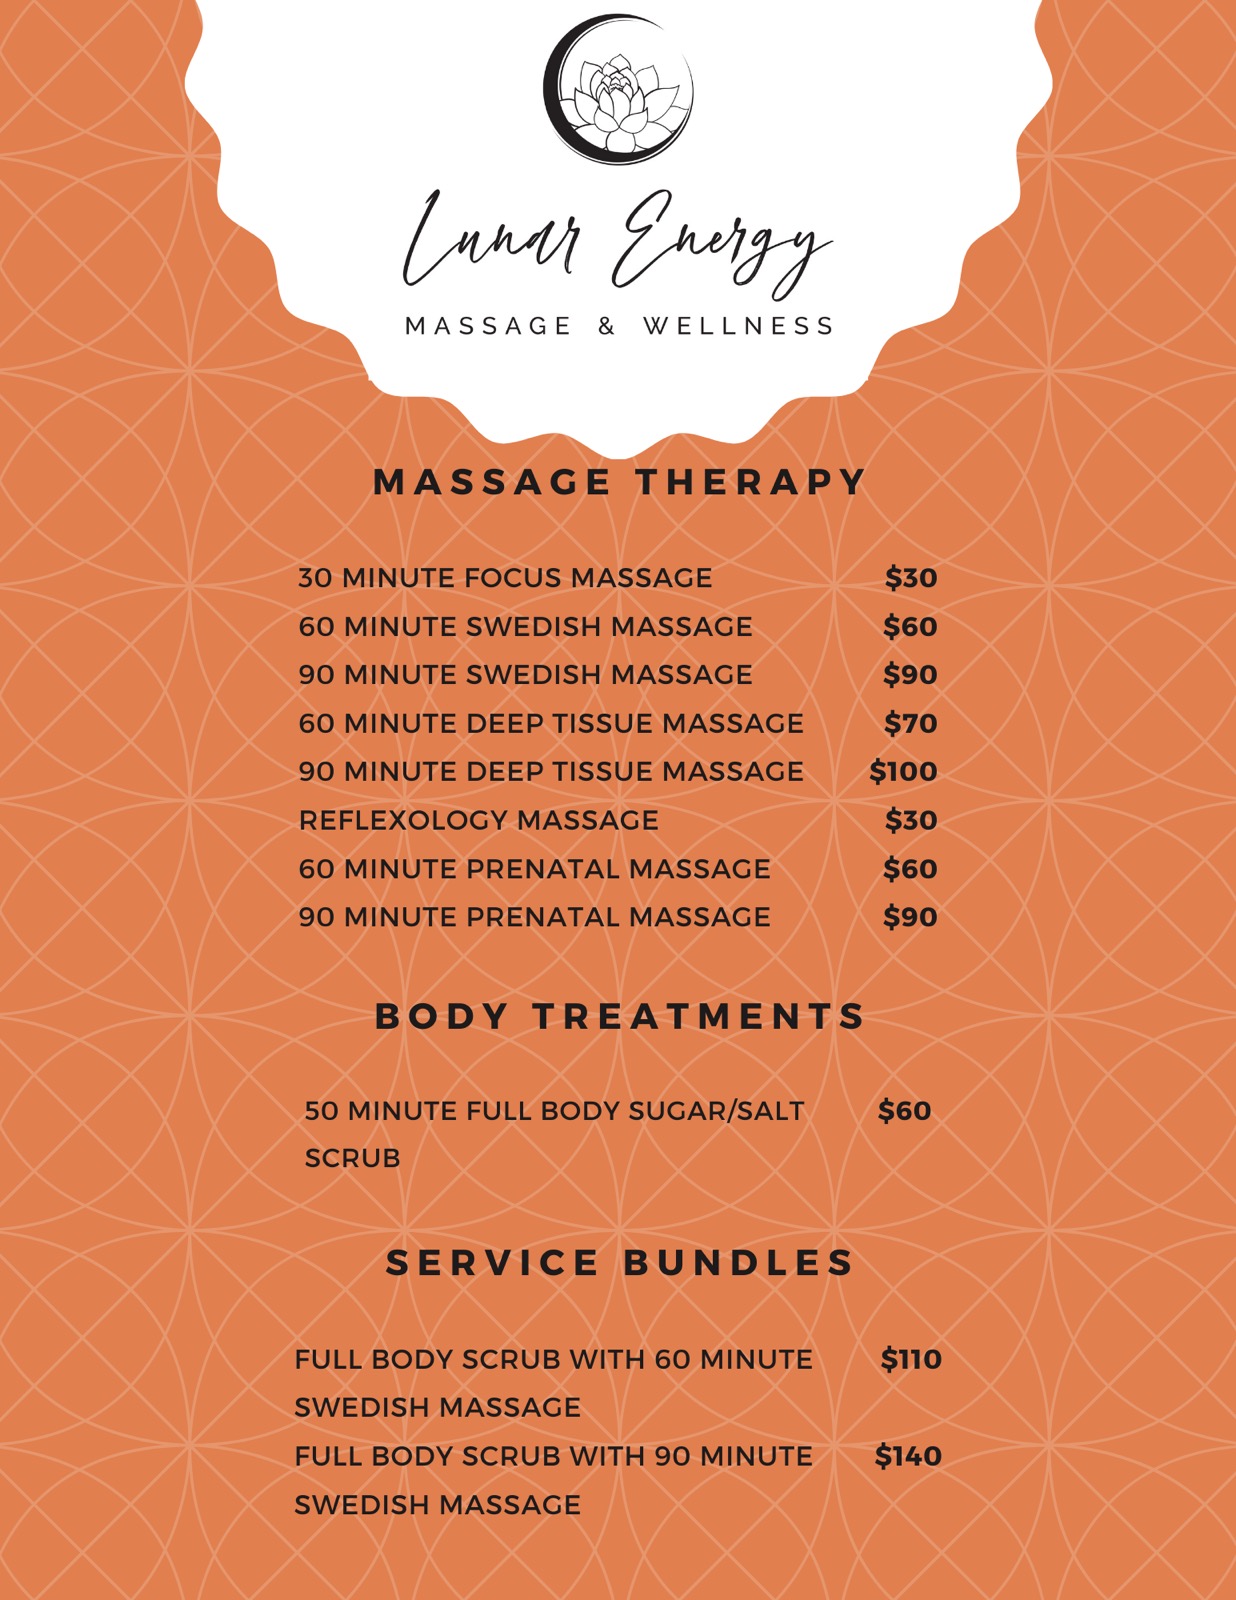 Lunar Energy
MASSAGE & WELLNESS
MASSAGE THERAPY
30 MINUTE FOCUS MASSAGE $30
60 MINUTE SWEDISH MASSAGE $60
90 MINUTE SWEDISH MASSAGE $90
60 MINUTE DEEP TISSUE MASSAGE $70
90 MINUTE DEEP TISSUE MASSAGE $100
REFLEXOLOGY MASSAGE $30
60 MINUTE PRENATAL MASSAGE $60
90 MINUTE PRENATAL MASSAGE $90
BODY TREATMENTS
50 MINUTE FULL BODY SUGAR/SALT $60
SCRUB
SERVICE BUNDLES
FULL BODY SCRUB WITH 60 MINUTE $110
SWEDISH MASSAGE
FULL BODY SCRUB WITH 90 MINUTE $140
SWEDISH MASSAGE